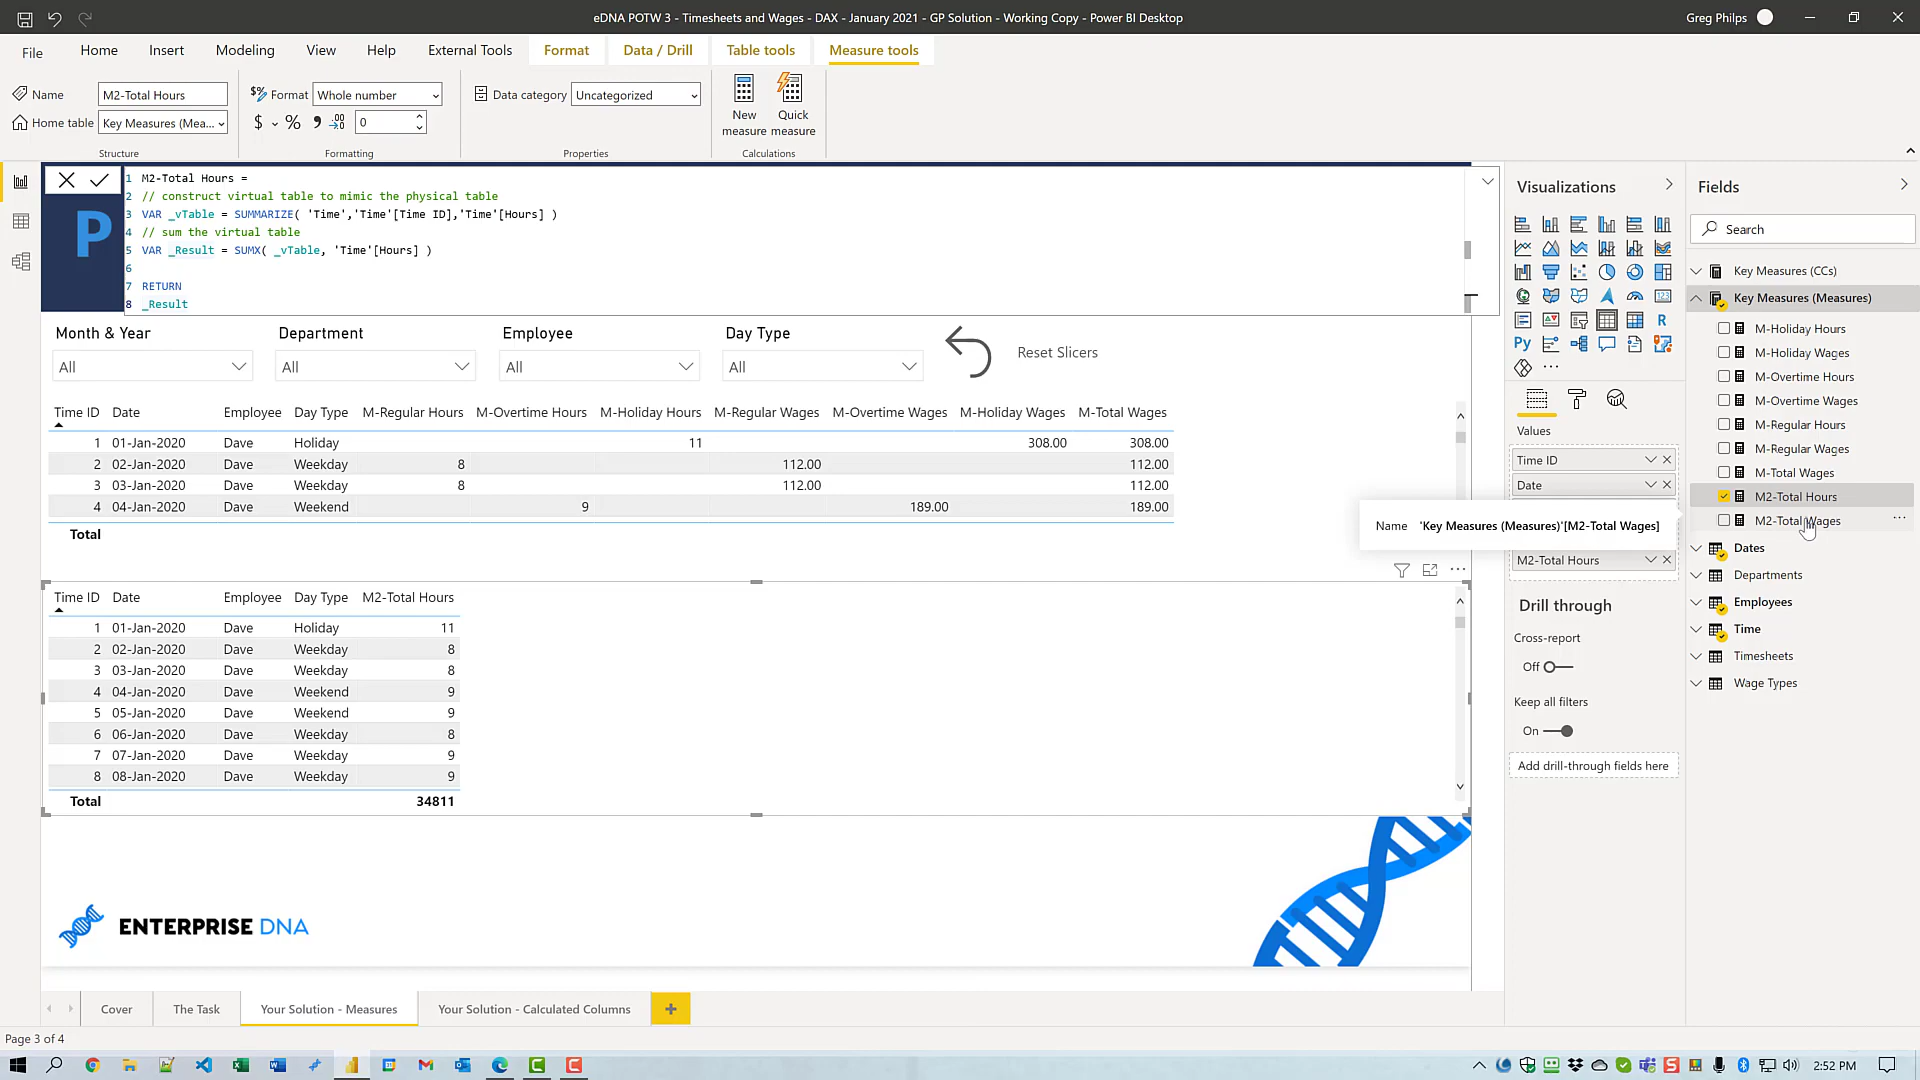 eDNA POTW 3 - Timesheets and Wages - DAX - January 2021 - GP Solution - Working Copy - Power BI Desktop
Greg Philps
File Home Insert Modeling View Help External Tools Format Data / Drill Table tools Measure tools
Name M2-Total Hours
Home table Key Measures (Mea...
Structure
Format Whole number
$ % 0
Formatting
Data category Uncategorized
Properties
New measure
Quick measure
Calculations
P
1 M2-Total Hours =
2 // construct virtual table to mimic the physical table
3 VAR _vTable = SUMMARIZE( 'Time','Time'[Time ID],'Time'[Hours] )
4 // sum the virtual table
5 VAR _Result = SUMX( _vTable, 'Time'[Hours] )
6
7 RETURN
8 _Result
Month & Year Department Employee Day Type
All All All All Reset Slicers
Time ID Date Employee Day Type M-Regular Hours M-Overtime Hours M-Holiday Hours M-Regular Wages M-Overtime Wages M-Holiday Wages M-Total Wages
1 01-Jan-2020 Dave Holiday 11 308.00 308.00
2 02-Jan-2020 Dave Weekday 8 112.00 112.00
3 03-Jan-2020 Dave Weekday 8 112.00 112.00
4 04-Jan-2020 Dave Weekend 9 189.00 189.00
Total
Time ID Date Employee Day Type M2-Total Hours
1 01-Jan-2020 Dave Holiday 11
2 02-Jan-2020 Dave Weekday 8
3 03-Jan-2020 Dave Weekday 8
4 04-Jan-2020 Dave Weekend 9
5 05-Jan-2020 Dave Weekend 9
6 06-Jan-2020 Dave Weekday 8
7 07-Jan-2020 Dave Weekday 9
8 08-Jan-2020 Dave Weekday 9
Total 34811
ENTERPRISE DNA
Visualizations
R
Py
Values
Time ID
Date
Name 'Key Measures (Measures)'[M2-Total Wages]
M2-Total Hours
Drill through
Cross-report
Off
Keep all filters
On
Add drill-through fields here
Fields
Search
Key Measures (CCs)
Key Measures (Measures)
M-Holiday Hours
M-Holiday Wages
M-Overtime Hours
M-Overtime Wages
M-Regular Hours
M-Regular Wages
M-Total Wages
M2-Total Hours
M2-Total Wages
Dates
Departments
Employees
Time
Timesheets
Wage Types
Cover The Task Your Solution - Measures Your Solution - Calculated Columns
Page 3 of 4
2:52 PM